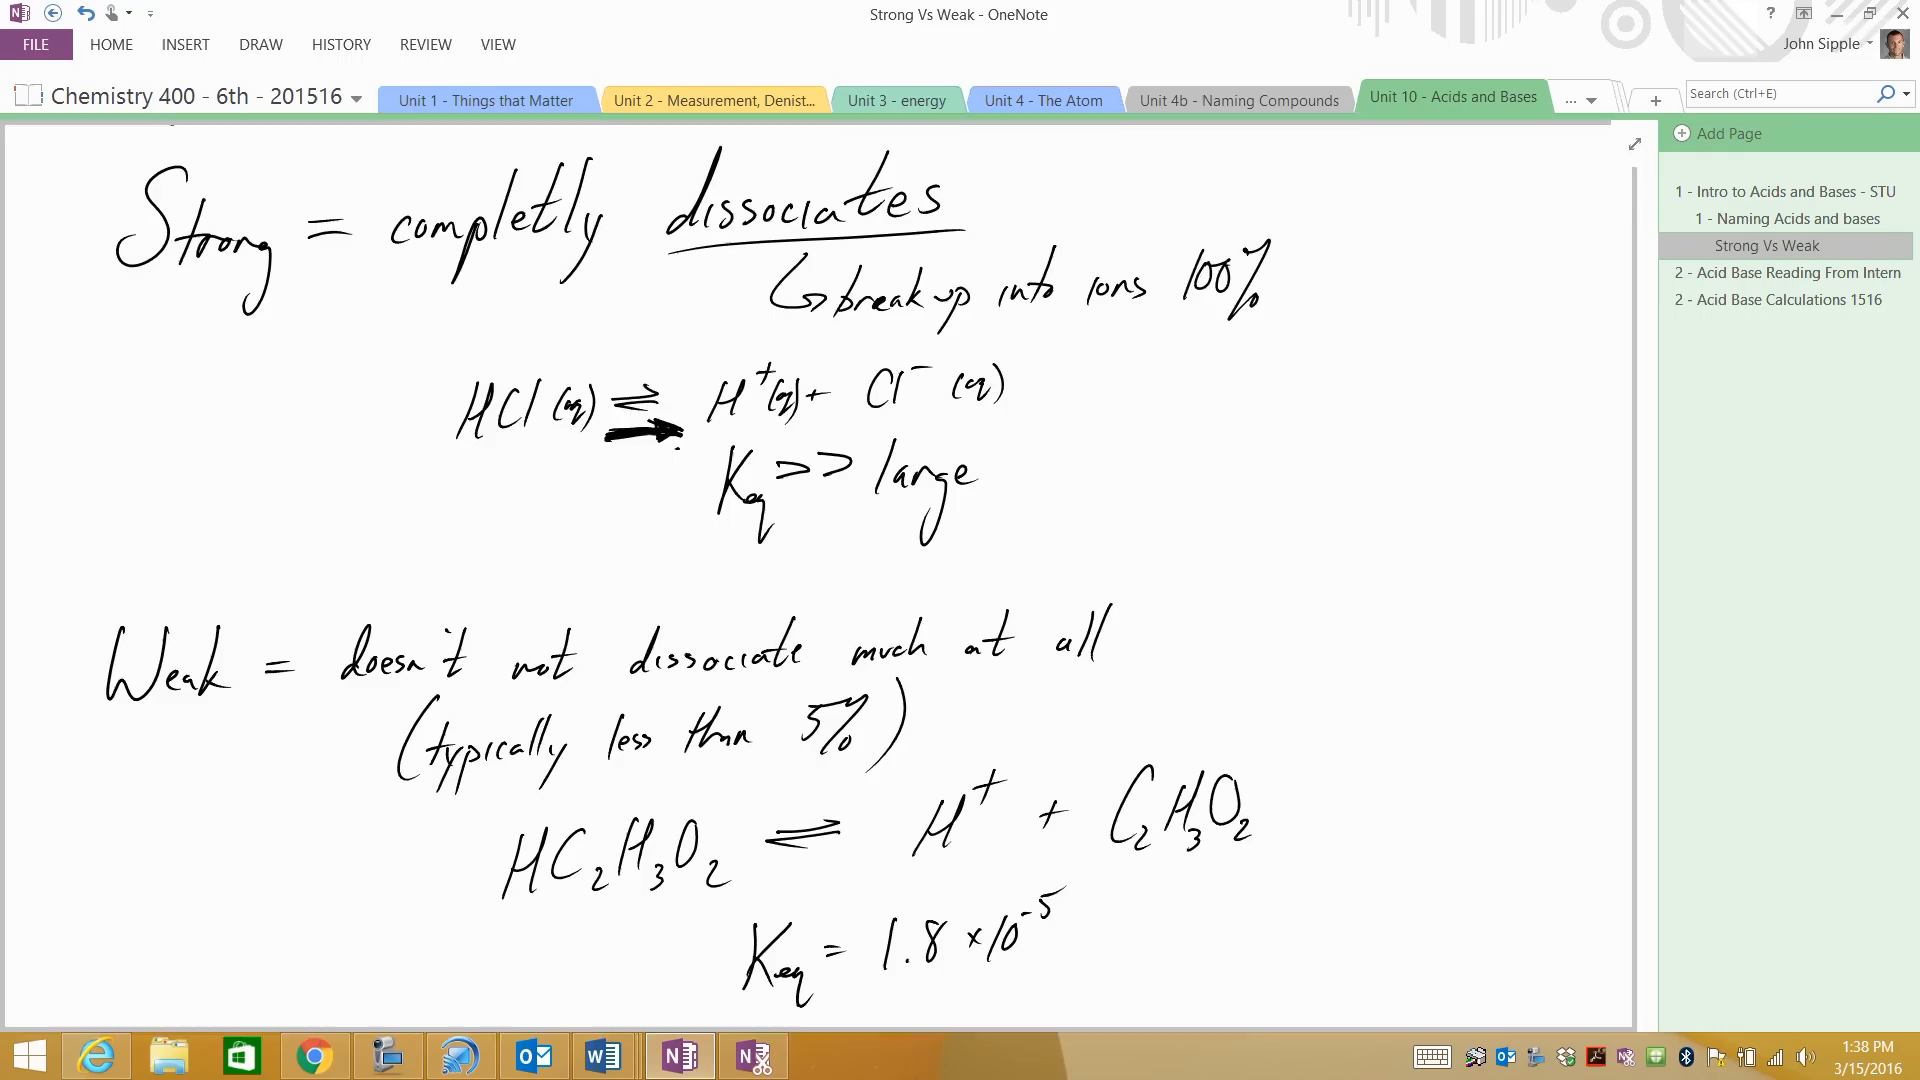 Strong Vs Weak - OneNote
?
FILE HOME INSERT DRAW HISTORY REVIEW VIEW
John Sipple
Chemistry 400 - 6th - 201516
Unit 1 - Things that Matter
Unit 2 - Measurement, Denist...
Unit 3 - energy
Unit 4 - The Atom
Unit 4b - Naming Compounds
Unit 10 - Acids and Bases
...
Search (Ctrl+E)
Add Page
1 - Intro to Acids and Bases - STU
1 - Naming Acids and bases
Strong Vs Weak
2 - Acid Base Reading From Intern
2 - Acid Base Calculations 1516
Strong = completly dissociates
↳ break up into ions 100%
HCl (aq) ⇌ H⁺(aq) + Cl⁻ (aq)
Keq >> large
Weak = doesn't not dissociate much at all
(typically less than 5%)
HC₂H₃O₂ ⇌ H⁺ + C₂H₃O₂
Keq = 1.8 × 10⁻⁵
1:38 PM
3/15/2016